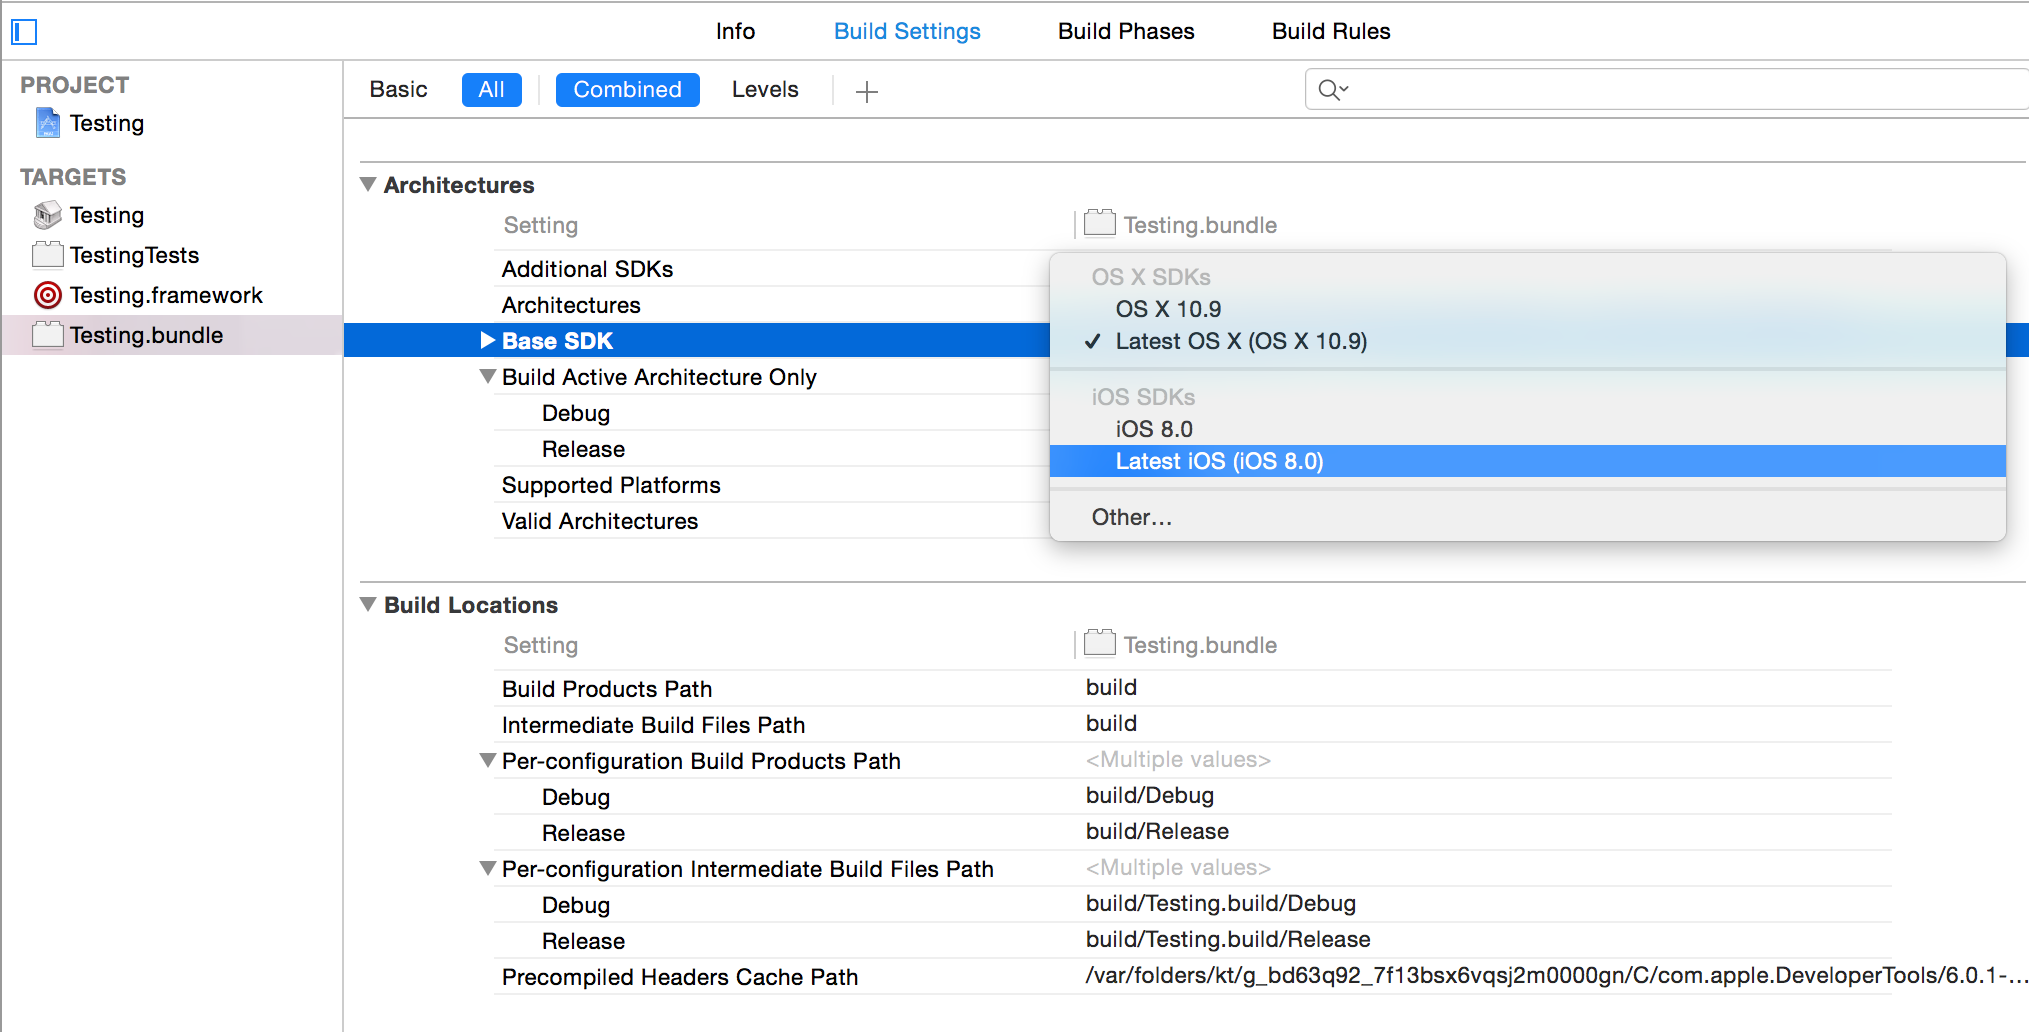 Info Build Settings Build Phases Build Rules
PROJECT
Testing
TARGETS
Testing
TestingTests
Testing.framework
Testing.bundle
Basic All Combined Levels
Architectures
Setting Testing.bundle
Additional SDKs
Architectures
Base SDK
Build Active Architecture Only
Debug
Release
Supported Platforms
Valid Architectures
OS X SDKs
OS X 10.9
✓ Latest OS X (OS X 10.9)
iOS SDKs
iOS 8.0
Latest iOS (iOS 8.0)
Other...
Build Locations
Setting Testing.bundle
Build Products Path build
Intermediate Build Files Path build
Per-configuration Build Products Path <Multiple values>
Debug build/Debug
Release build/Release
Per-configuration Intermediate Build Files Path <Multiple values>
Debug build/Testing.build/Debug
Release build/Testing.build/Release
Precompiled Headers Cache Path /var/folders/kt/g_bd63q92_7f13bsx6vqsj2m0000gn/C/com.apple.DeveloperTools/6.0.1-...